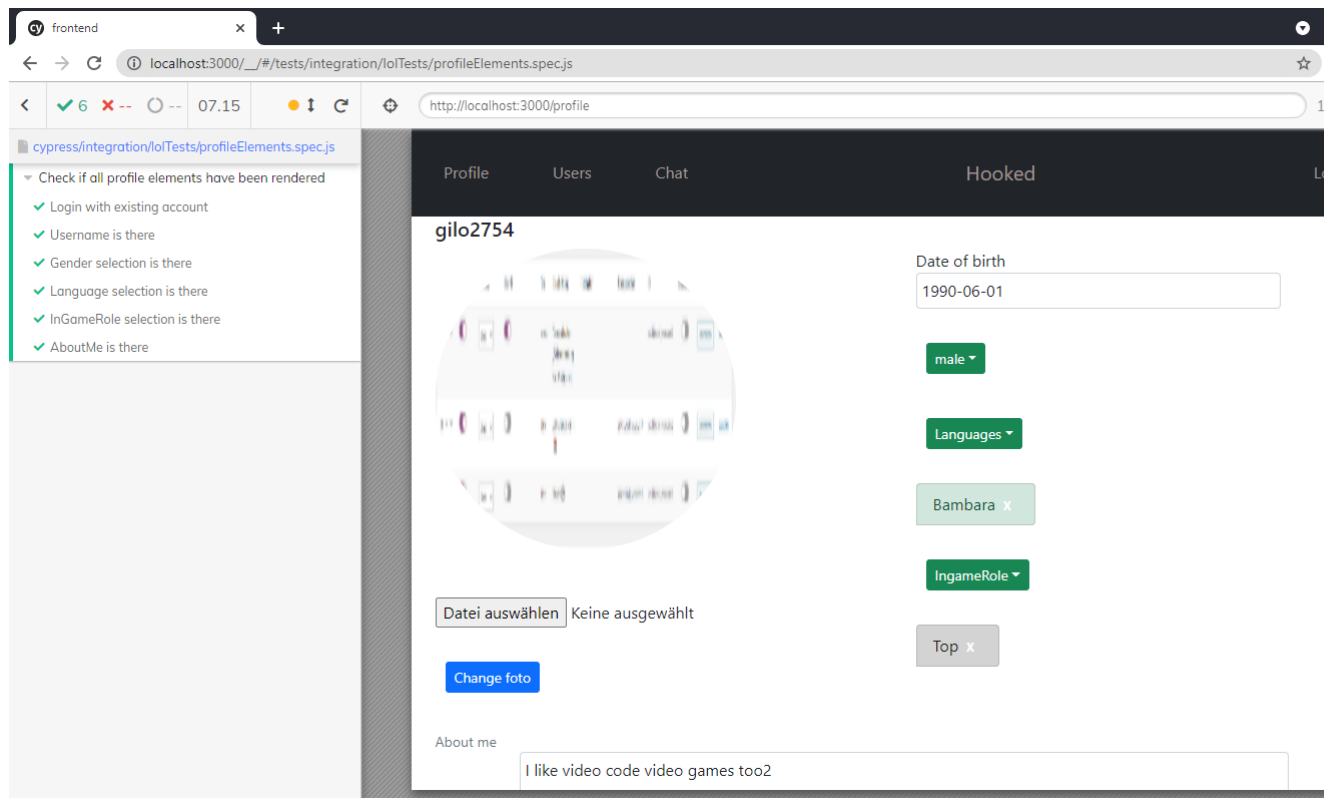 frontend
localhost:3000/__/#/tests/integration/lolTests/profileElements.spec.js
6 -- -- 07.15
http://localhost:3000/profile
1
cypress/integration/lolTests/profileElements.spec.js
Check if all profile elements have been rendered
Login with existing account
Username is there
Gender selection is there
Language selection is there
InGameRole selection is there
AboutMe is there
Profile Users Chat Hooked
gilo2754
Date of birth
1990-06-01
male
Languages
Bambara x
IngameRole
Top x
Datei auswählen Keine ausgewählt
Change foto
About me
I like video code video games too2